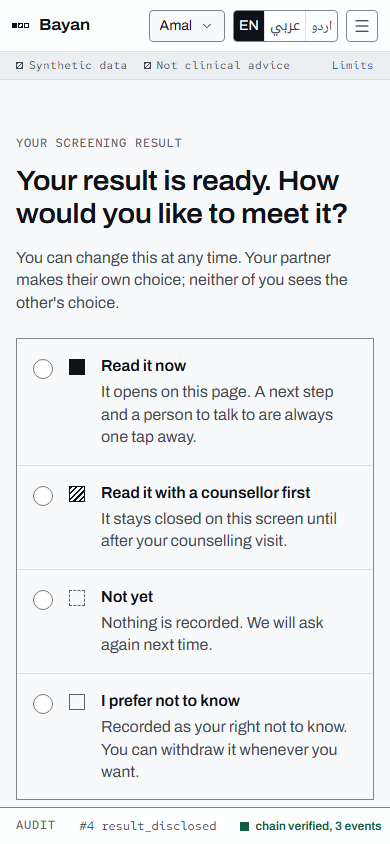 Bayan
Amal
EN عربي اردو
Synthetic data Not clinical advice Limits
YOUR SCREENING RESULT
Your result is ready. How
would you like to meet it?
You can change this at any time. Your partner
makes their own choice; neither of you sees the
other's choice.
Read it now
It opens on this page. A next step
and a person to talk to are always
one tap away.
Read it with a counsellor first
It stays closed on this screen until
after your counselling visit.
Not yet
Nothing is recorded. We will ask
again next time.
I prefer not to know
Recorded as your right not to know.
You can withdraw it whenever you
want.
AUDIT #4 result_disclosed chain verified, 3 events